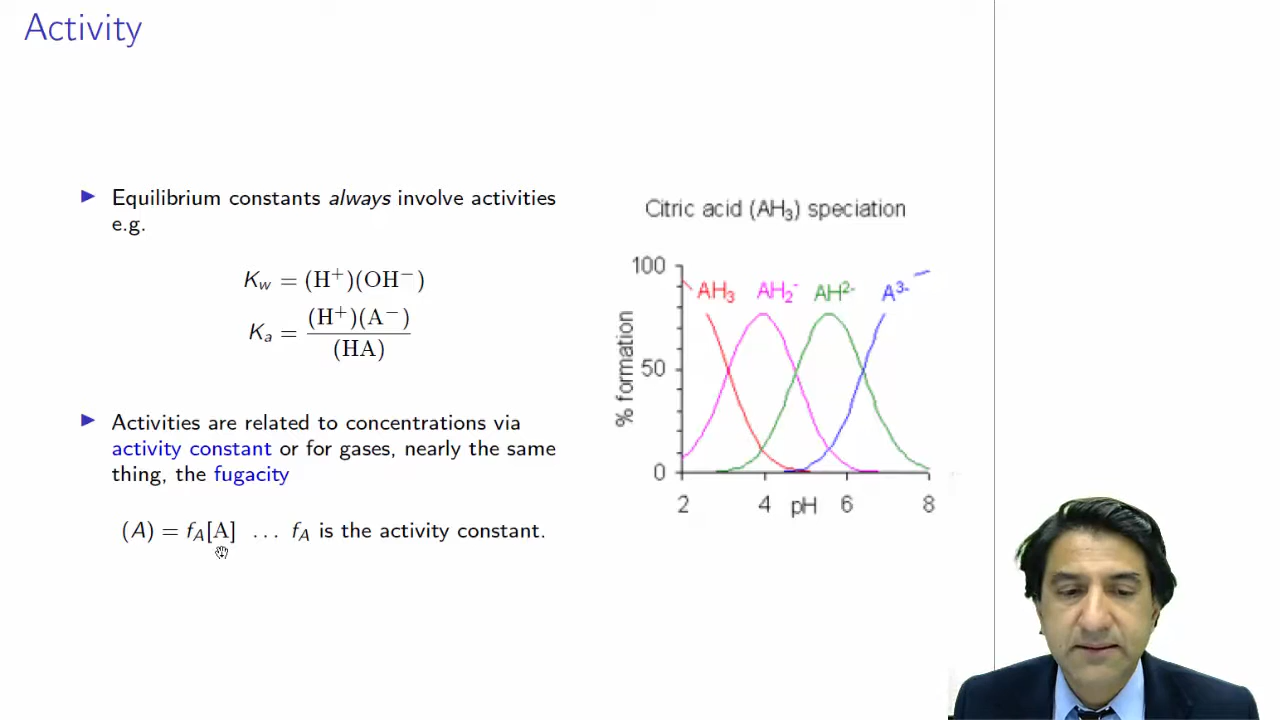 Activity
Equilibrium constants always involve activities
e.g.
K_w = (H⁺)(OH⁻)
K_a = (H⁺)(A⁻) / (HA)
Activities are related to concentrations via
activity constant or for gases, nearly the same
thing, the fugacity
(A) = f_A[A] ... f_A is the activity constant.
Citric acid (AH₃) speciation
100
AH₃ AH₂⁻ AH²⁻ A³⁻
% formation
50
0
2 4 pH 6 8